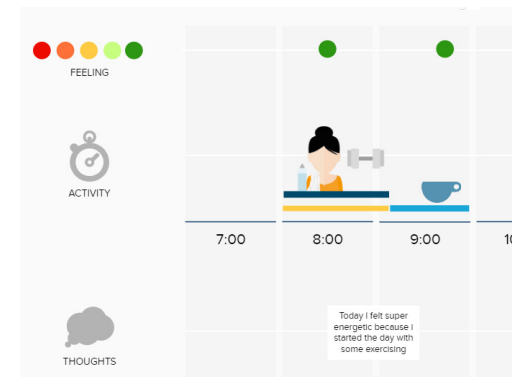 FEELING
ACTIVITY
7:00
8:00
9:00
Today I felt super
energetic because I
started the day with
some exercising
THOUGHTS